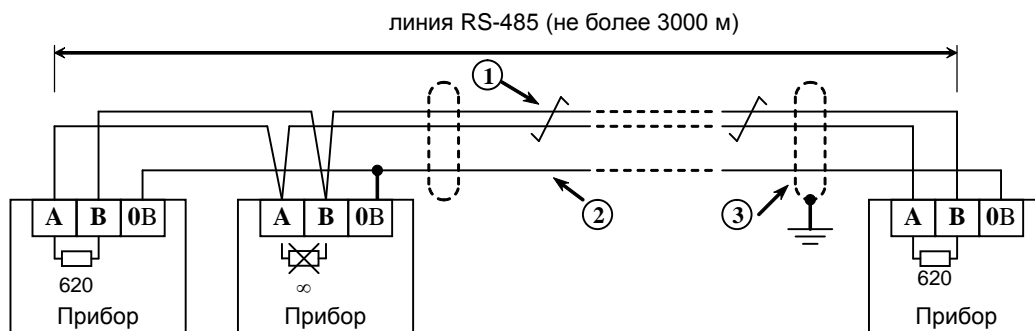 линия RS-485 (не более 3000 м)
1
2
3
A B 0В
A B 0В
A B 0В
620
∞
620
Прибор
Прибор
Прибор